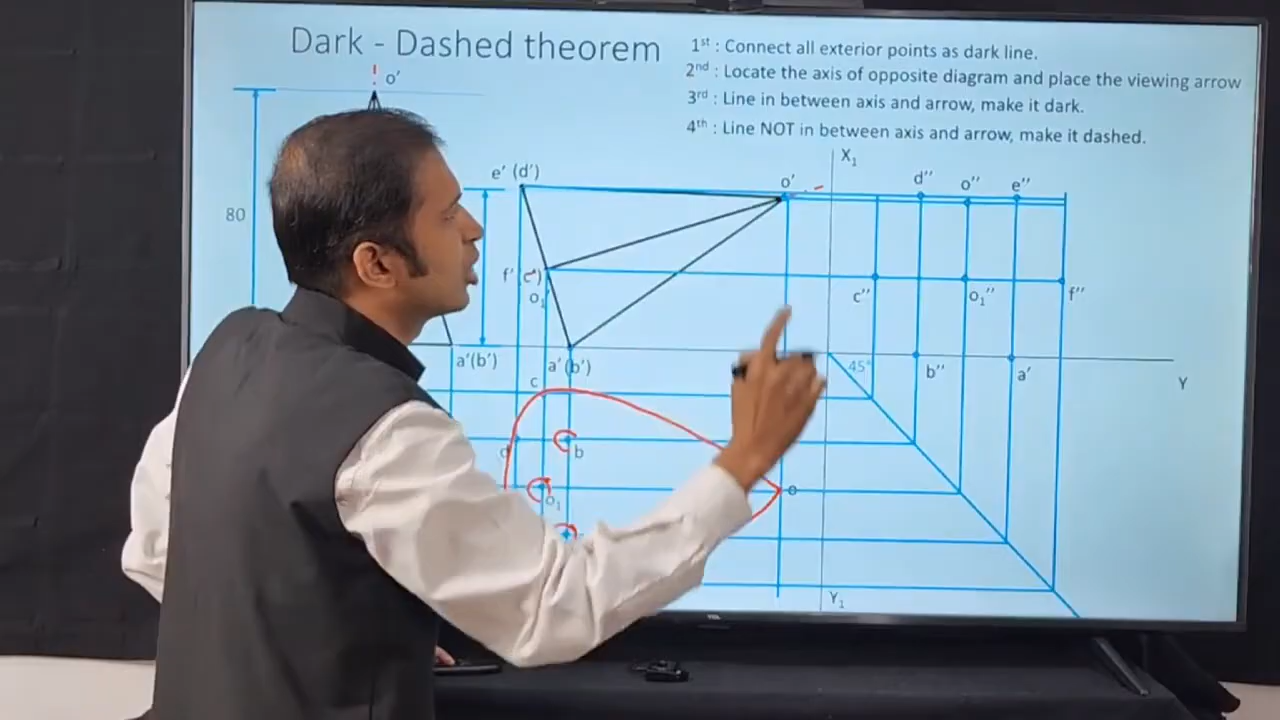 Dark - Dashed theorem
1st : Connect all exterior points as dark line.
2nd : Locate the axis of opposite diagram and place the viewing arrow
3rd : Line in between axis and arrow, make it dark.
4th : Line NOT in between axis and arrow, make it dashed.
o'
X₁
e' (d')
o'
d''
o''
e''
80
f' (c')
o₁
c''
o₁''
f''
a'(b')
a'(b')
45°
b''
a'
Y
c
d
b
o₁
o
Y₁
TCL